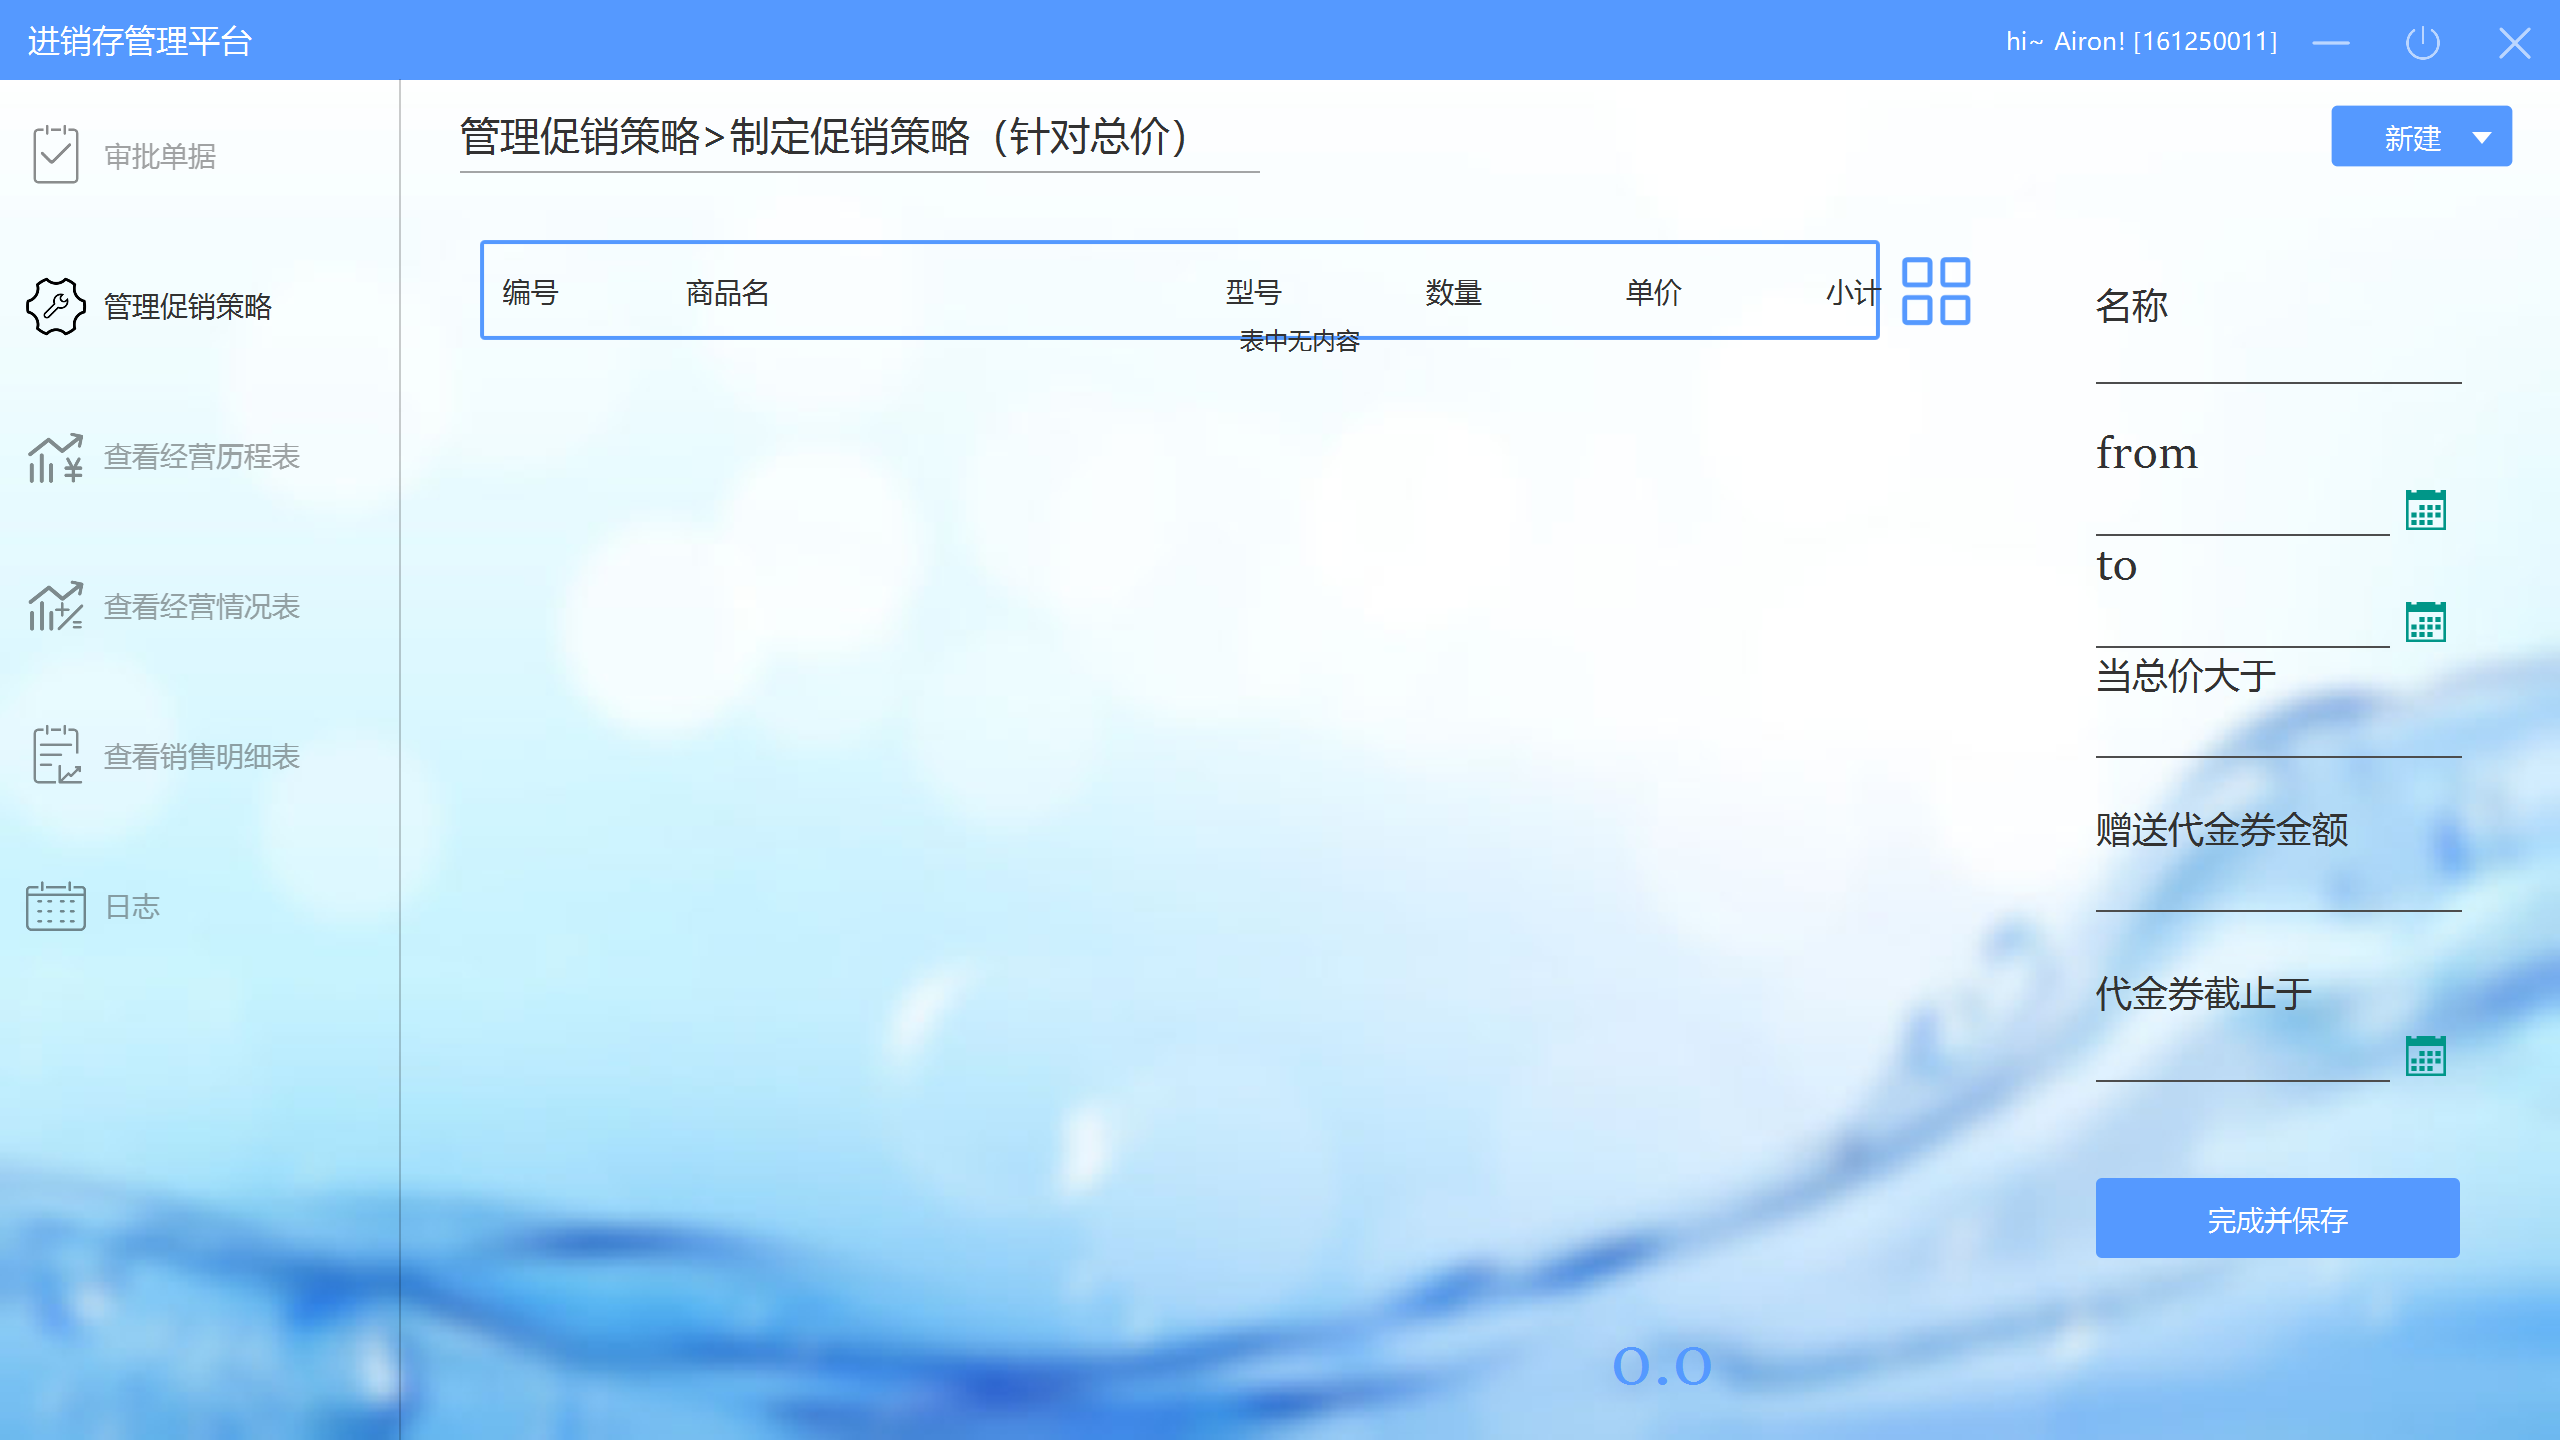 进销存管理平台
hi~ Airon! [161250011]
审批单据
管理促销策略
查看经营历程表
查看经营情况表
查看销售明细表
日志
管理促销策略>制定促销策略（针对总价）
新建
编号 商品名 型号 数量 单价 小计
表中无内容
名称
from
to
当总价大于
赠送代金券金额
代金券截止于
完成并保存
0.0